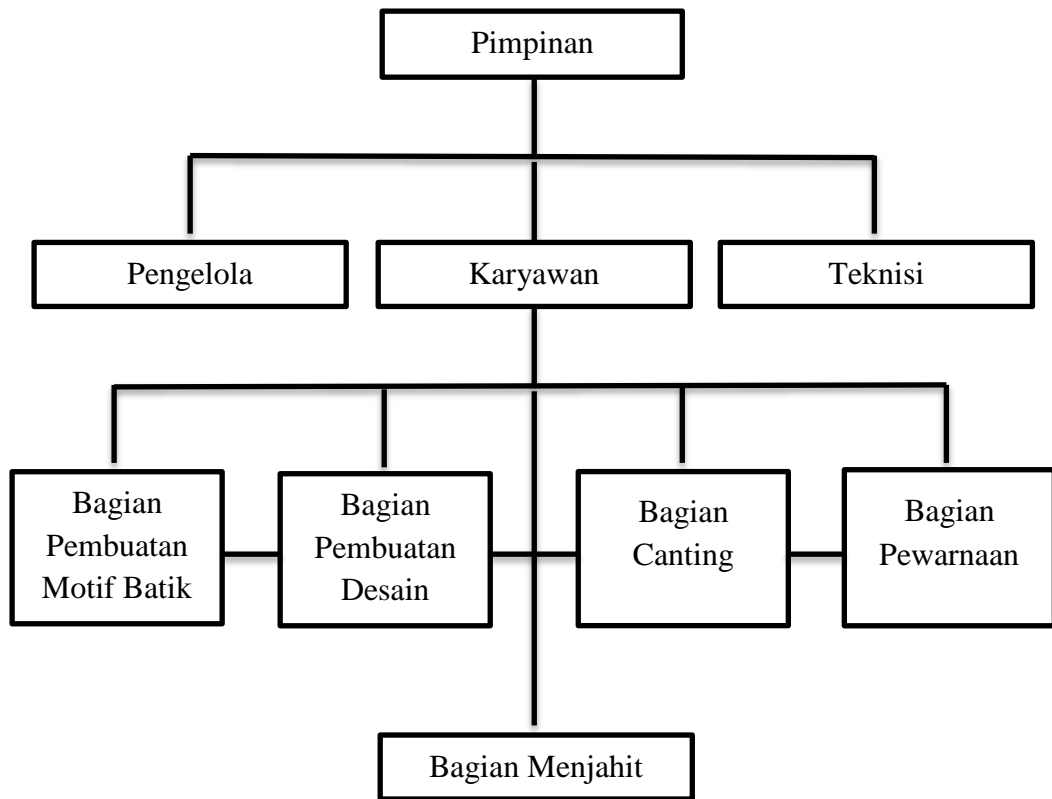 Pimpinan
Pengelola
Karyawan
Teknisi
Bagian
Pembuatan
Motif Batik
Bagian
Pembuatan
Desain
Bagian
Canting
Bagian
Pewarnaan
Bagian Menjahit